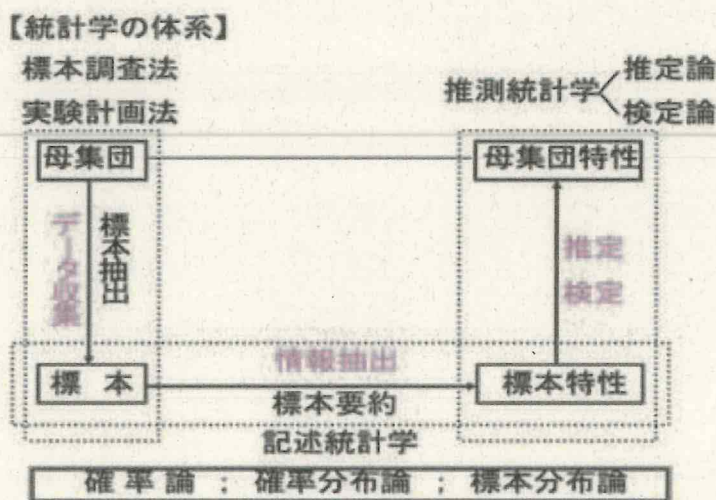 【統計学の体系】
標本調査法
実験計画法
推測統計学
推定論
検定論
母集団
母集団特性
データ収集
標本抽出
推定
検定
情報抽出
標 本
標本特性
標本要約
記述統計学
確 率 論 ; 確率分布論 ; 標本分布論